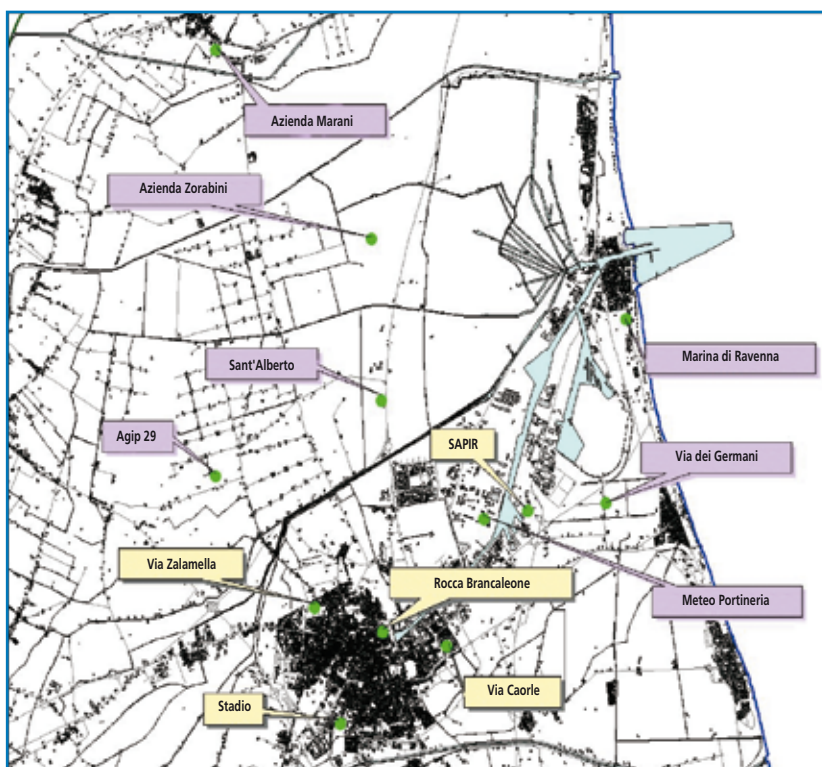 Azienda Marani
Azienda Zorabini
Marina di Ravenna
Sant'Alberto
Agip 29
SAPIR
Via dei Germani
Via Zalamella
Rocca Brancaleone
Meteo Portineria
Via Caorle
Stadio